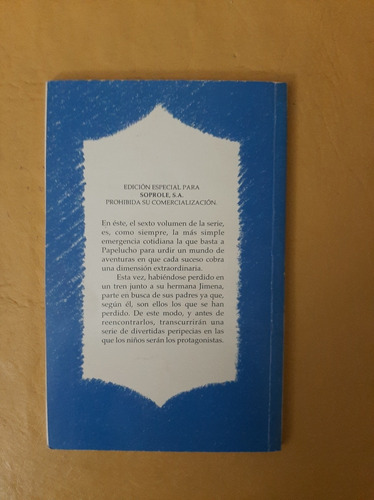 EDICIÓN ESPECIAL PARA
SOPROLE, S.A.
PROHIBIDA SU COMERCIALIZACIÓN.
En éste, el sexto volumen de la serie,
es, como siempre, la más simple
emergencia cotidiana la que basta a
Papelucho para urdir un mundo de
aventuras en que cada suceso cobra
una dimensión extraordinaria.
Esta vez, habiéndose perdido en
un tren junto a su hermana Jimena,
parte en busca de sus padres ya que,
según él, son ellos los que se han
perdido. De este modo, y antes de
reencontrarlos, transcurrirán una
serie de divertidas peripecias en las
que los niños serán los protagonistas.